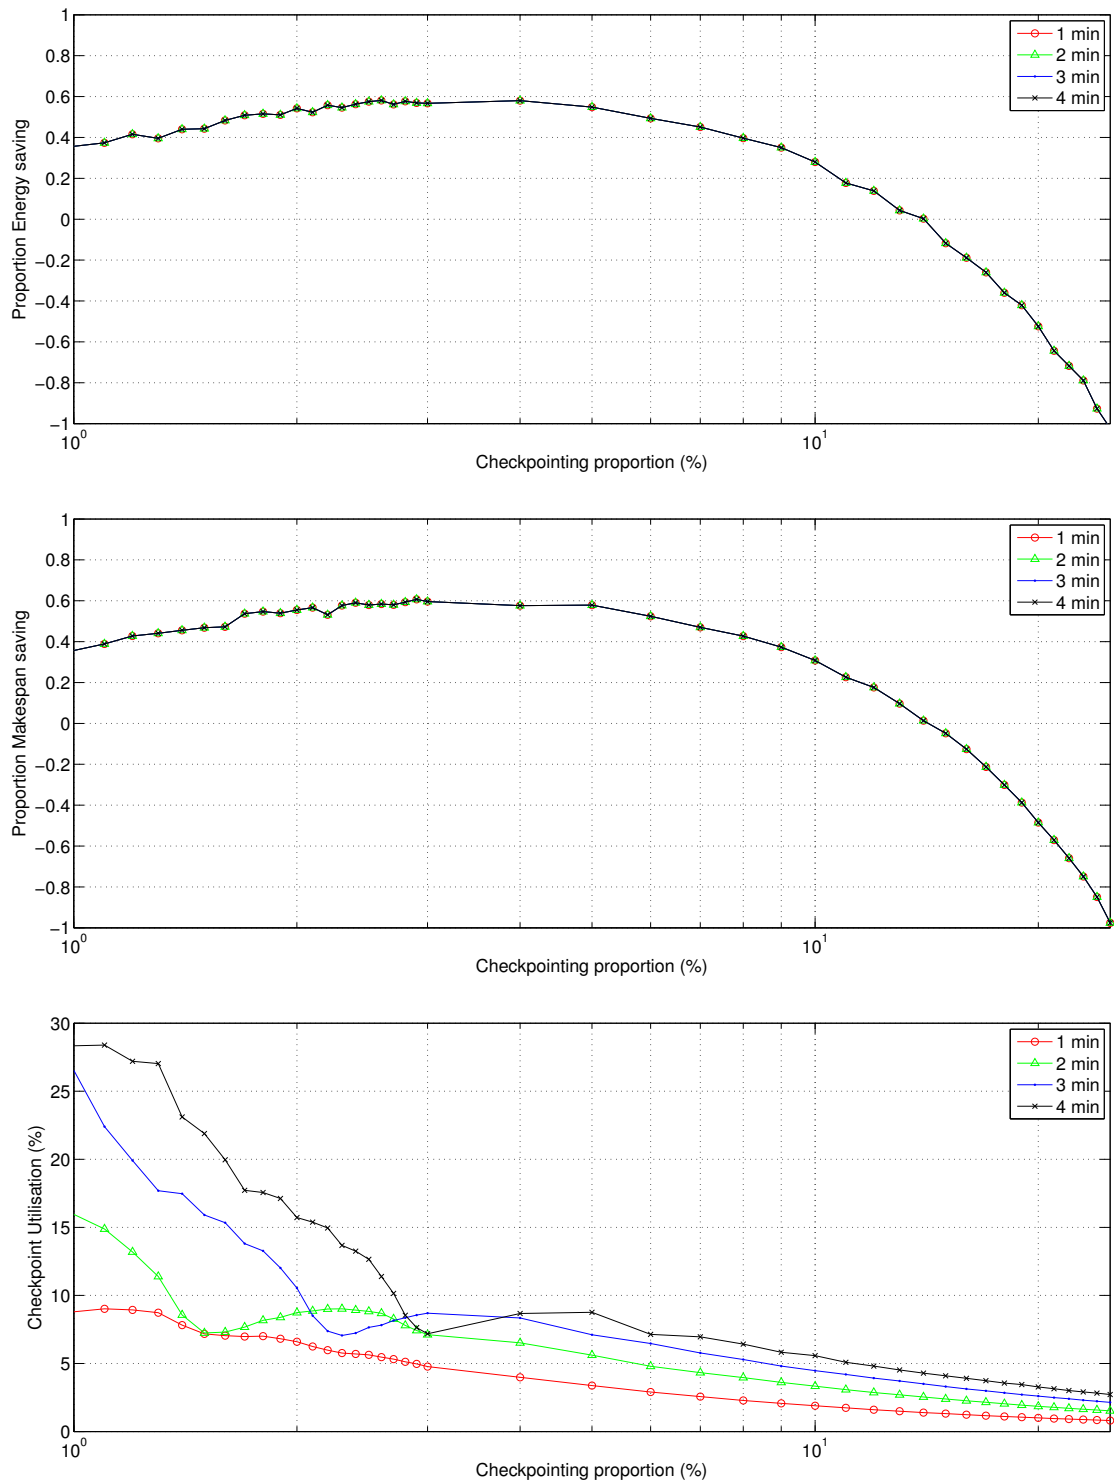 1
0.8
0.6
0.4
0.2
0
−0.2
−0.4
−0.6
−0.8
−1
Proportion Energy saving
10^0
10^1
Checkpointing proportion (%)
1 min
2 min
3 min
4 min
1
0.8
0.6
0.4
0.2
0
−0.2
−0.4
−0.6
−0.8
−1
Proportion Makespan saving
10^0
10^1
Checkpointing proportion (%)
1 min
2 min
3 min
4 min
30
25
20
15
10
5
0
Checkpoint Utilisation (%)
10^0
10^1
Checkpointing proportion (%)
1 min
2 min
3 min
4 min